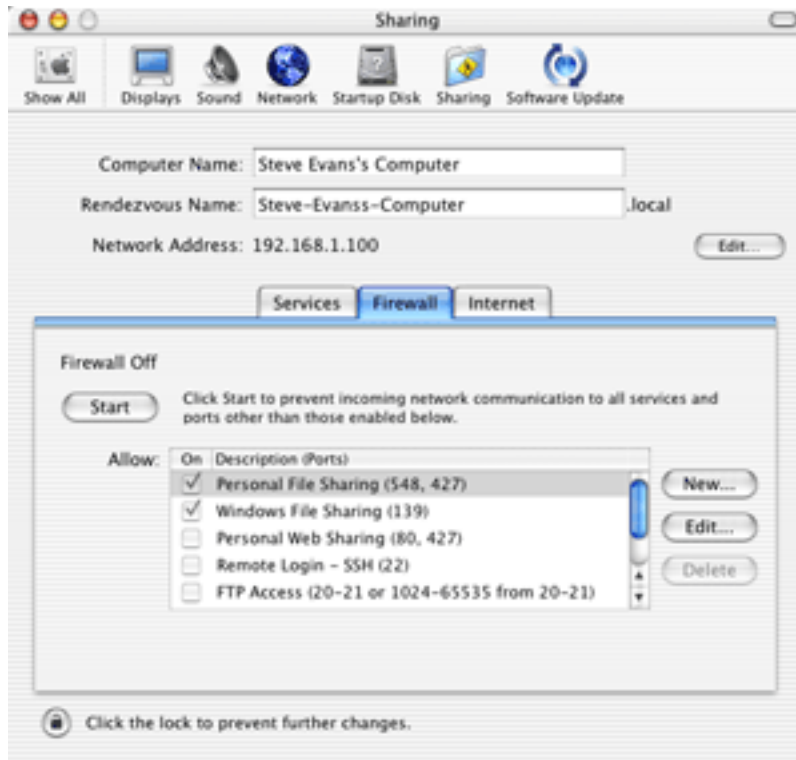 Sharing
Show All Displays Sound Network Startup Disk Sharing Software Update
Computer Name: Steve Evans's Computer
Rendezvous Name: Steve-Evanss-Computer .local
Network Address: 192.168.1.100 Edit...
Services Firewall Internet
Firewall Off
Start Click Start to prevent incoming network communication to all services and
ports other than those enabled below.
Allow: On Description (Ports)
Personal File Sharing (548, 427) New...
Windows File Sharing (139)
Edit...
Personal Web Sharing (80, 427)
Remote Login - SSH (22) Delete
FTP Access (20-21 or 1024-65535 from 20-21)
Click the lock to prevent further changes.